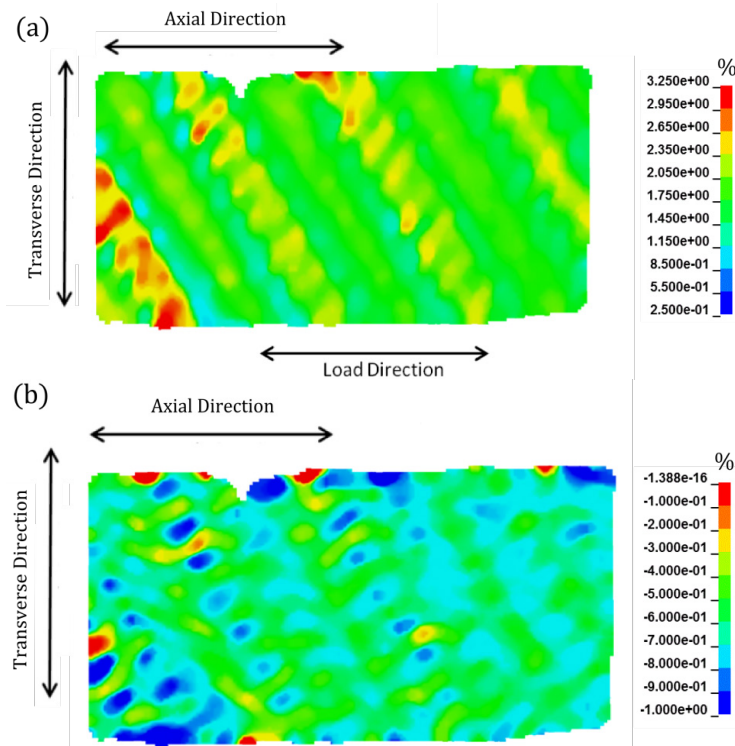 (a)
Axial Direction
Transverse Direction
%
3.250e+00
2.950e+00
2.650e+00
2.350e+00
2.050e+00
1.750e+00
1.450e+00
1.150e+00
8.500e-01
5.500e-01
2.500e-01
Load Direction
(b)
Axial Direction
Transverse Direction
%
-1.388e-16
-1.000e-01
-2.000e-01
-3.000e-01
-4.000e-01
-6.000e-01
-7.000e-01
-8.000e-01
-9.000e-01
-1.000e+00